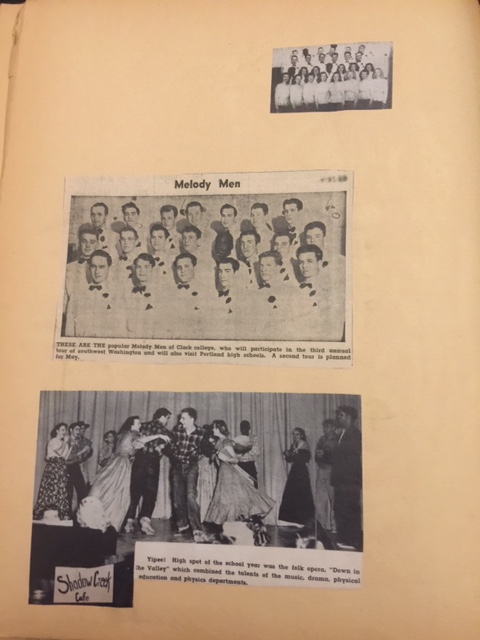 Melody Men
THESE ARE THE popular Melody Men of Clark college, who will participate in the third annual
tour of southwest Washington and will also visit Portland high schools. A second tour is planned
for May.
Yipee! High spot of the school year was the folk opera, "Down in
the Valley" which combined the talents of the music, drama, physical
education and physics departments.
Shadow Creek
Cafe